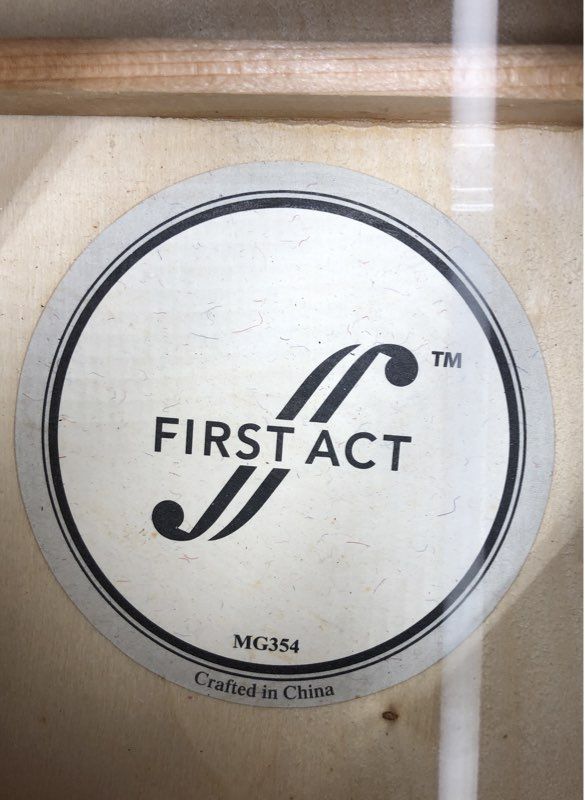 TM
FIRST ACT
MG354
Crafted in China